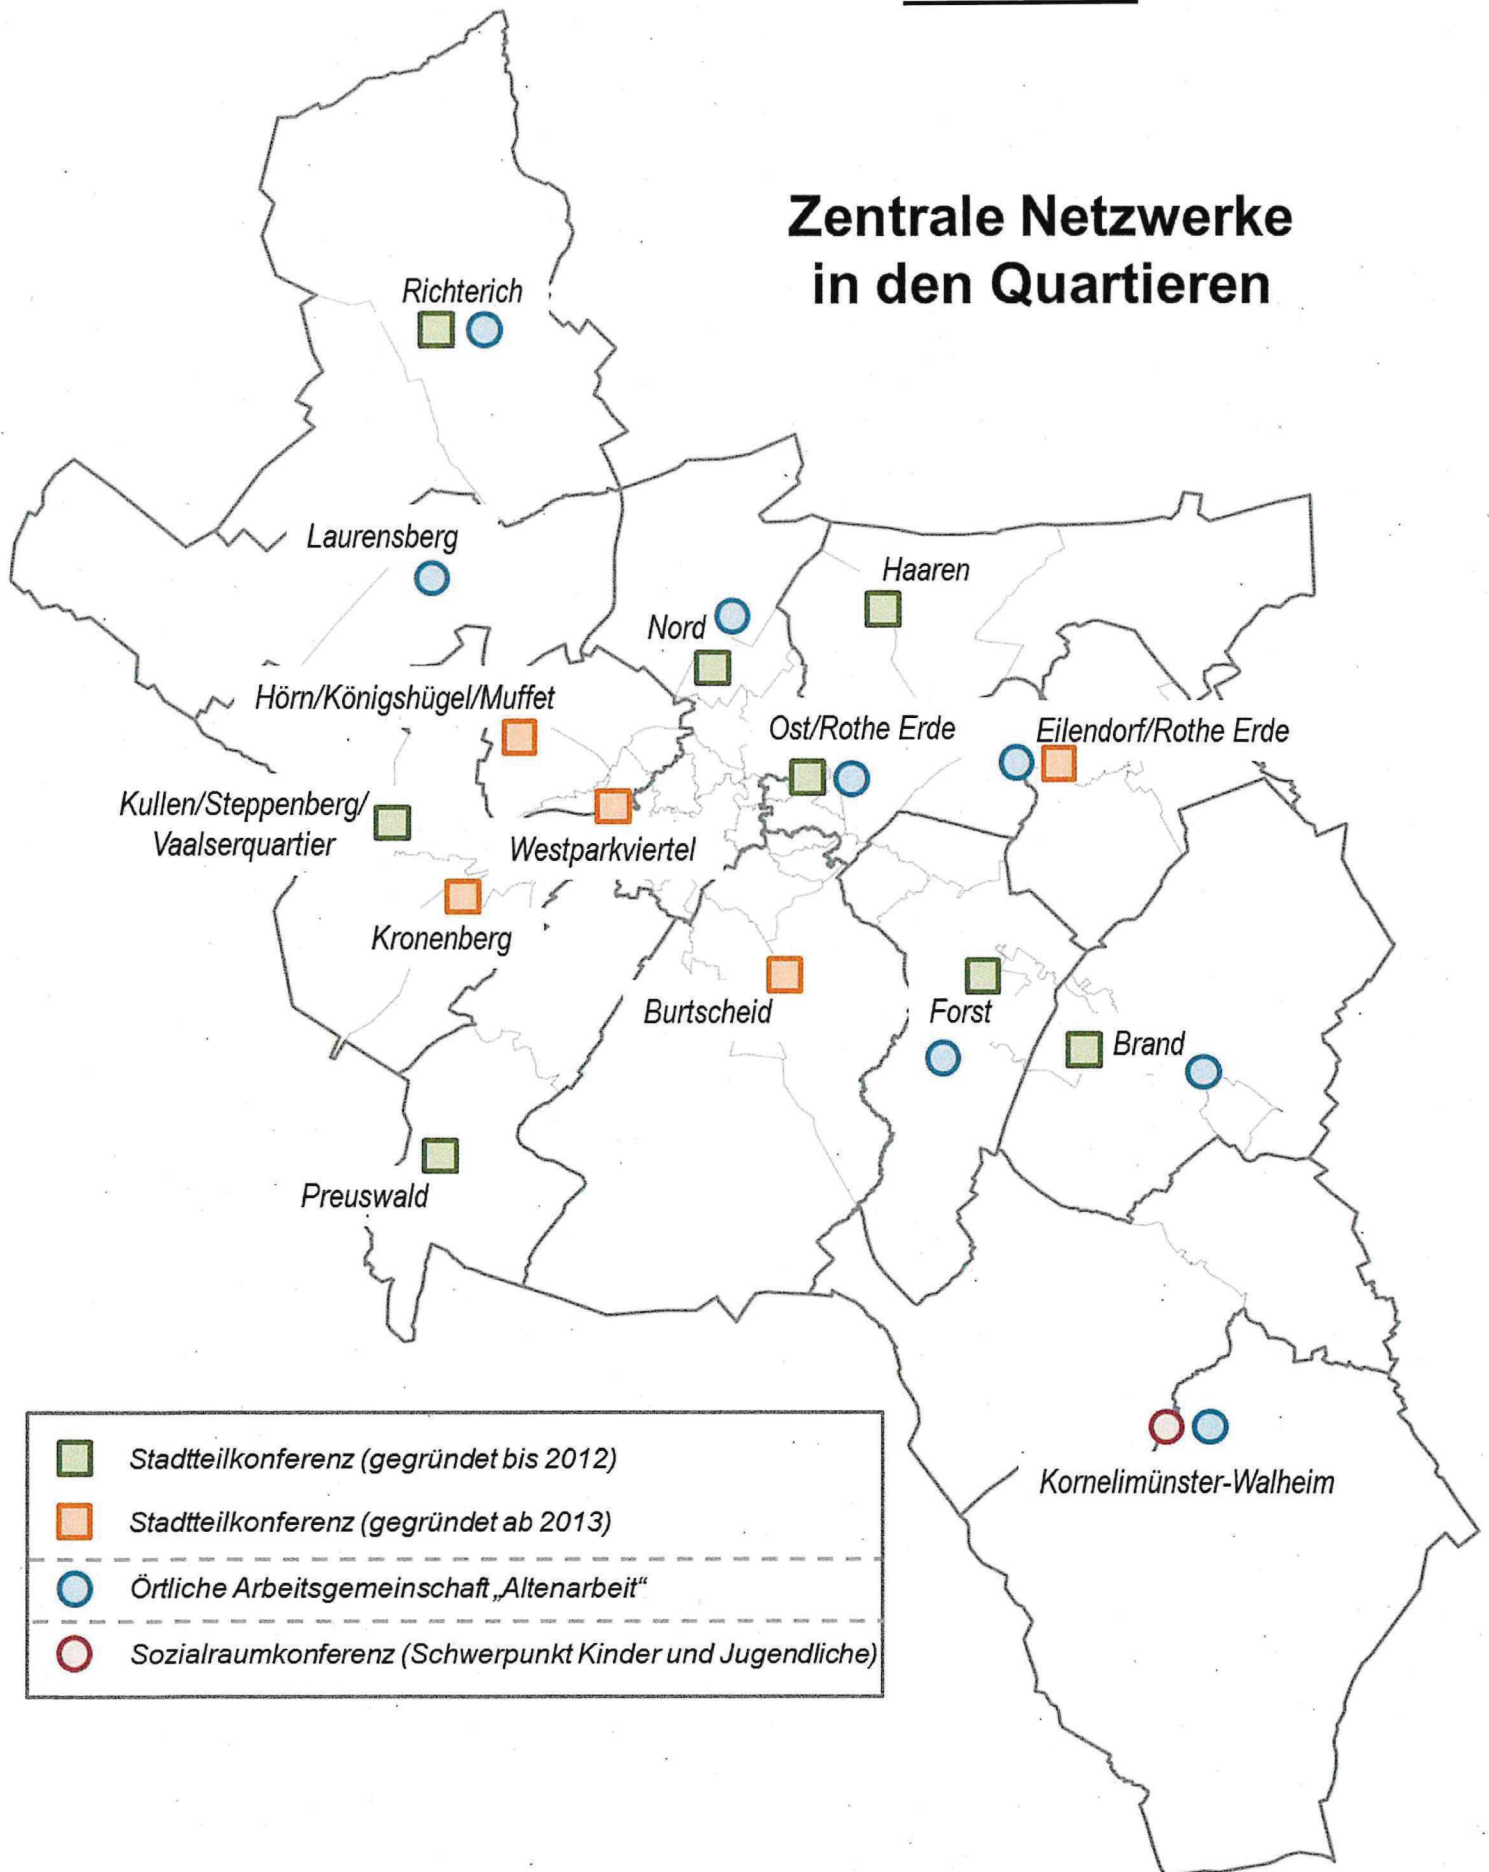 Zentrale Netzwerke
in den Quartieren
Richterich
Laurensberg
Haaren
Nord
Hörn/Königshügel/Muffet
Ost/Rothe Erde
Eilendorf/Rothe Erde
Kullen/Steppenberg/
Vaalserquartier
Westparkviertel
Kronenberg
Burtscheid
Forst
Brand
Preuswald
Kornelimünster-Walheim
Stadtteilkonferenz (gegründet bis 2012)
Stadtteilkonferenz (gegründet ab 2013)
Örtliche Arbeitsgemeinschaft „Altenarbeit“
Sozialraumkonferenz (Schwerpunkt Kinder und Jugendliche)